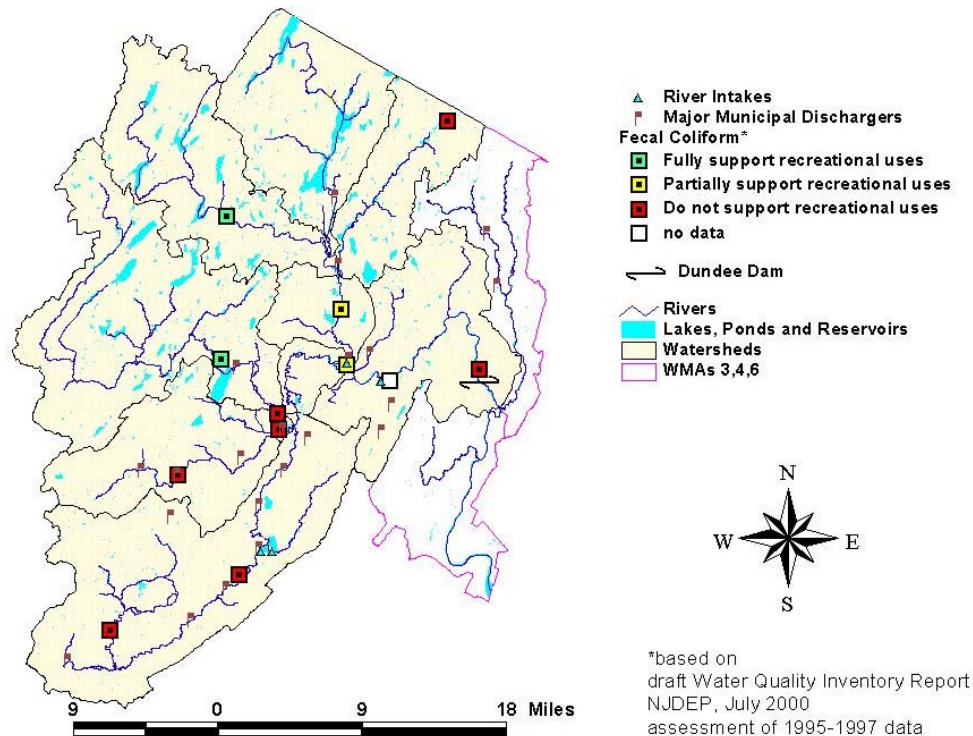 River Intakes
Major Municipal Dischargers
Fecal Coliform*
Fully support recreational uses
Partially support recreational uses
Do not support recreational uses
no data
Dundee Dam
Rivers
Lakes, Ponds and Reservoirs
Watersheds
WMAs 3,4,6
N
W E
S
*based on
draft Water Quality Inventory Report
NJDEP, July 2000
assessment of 1995-1997 data
9 0 9 18 Miles